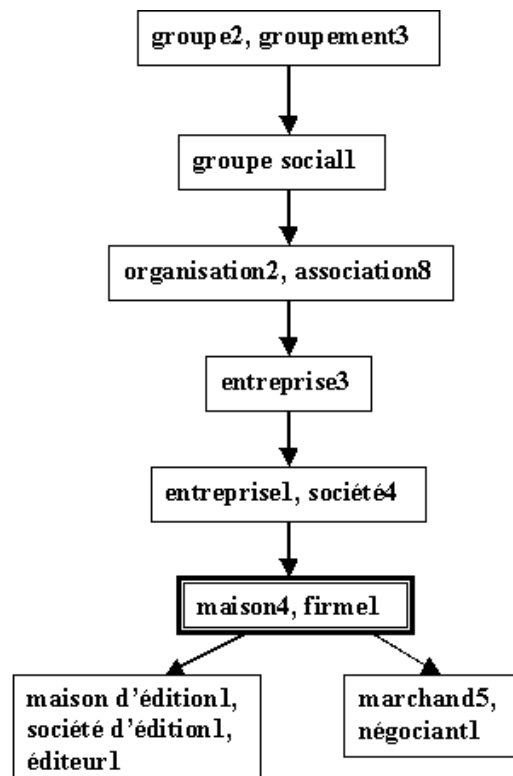 groupe2, groupement3
groupe social1
organisation2, association8
entreprise3
entreprise1, société4
maison4, firme1
maison d'édition1,
société d'édition1,
éditeur1
marchand5,
négociant1